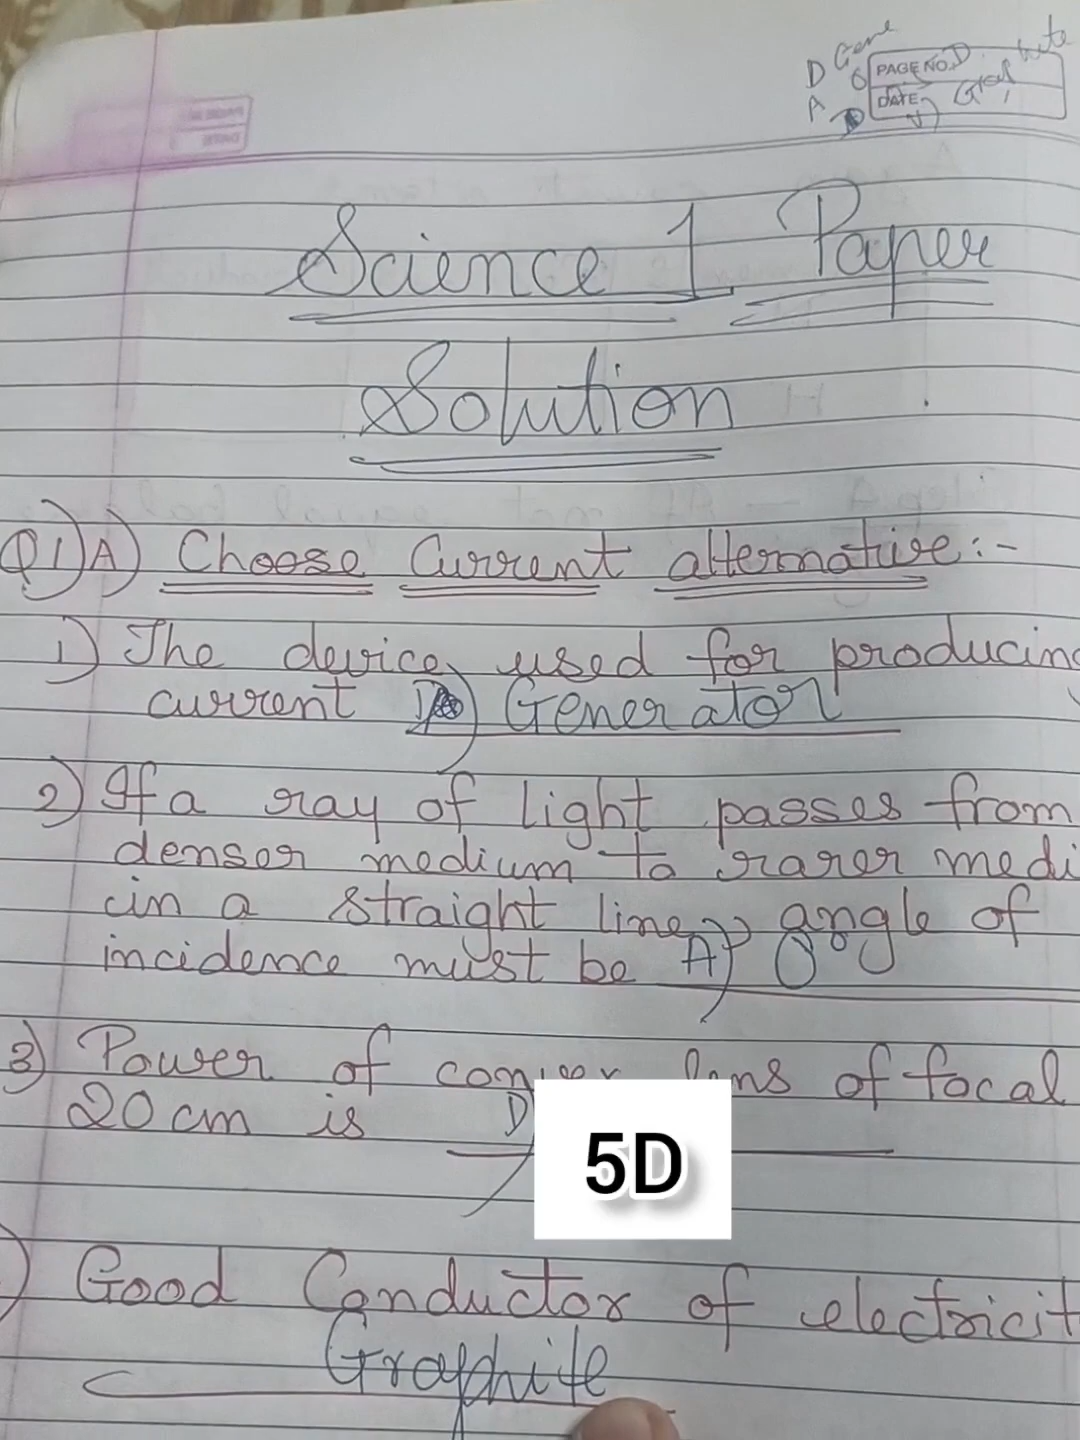 D Gene
PAGE NO. D
A
DATE
Science 1 Paper
Solution
Q1) A) Choose Current alternative:-
1) The device used for producing
current D) Generator
2) If a ray of light passes from
denser medium to rarer medi
in a straight line, angle of
incidence must be A) 0°
3) Power of convex lens of focal
20 cm is D)
5D
) Good Conductor of electricit
Graphite